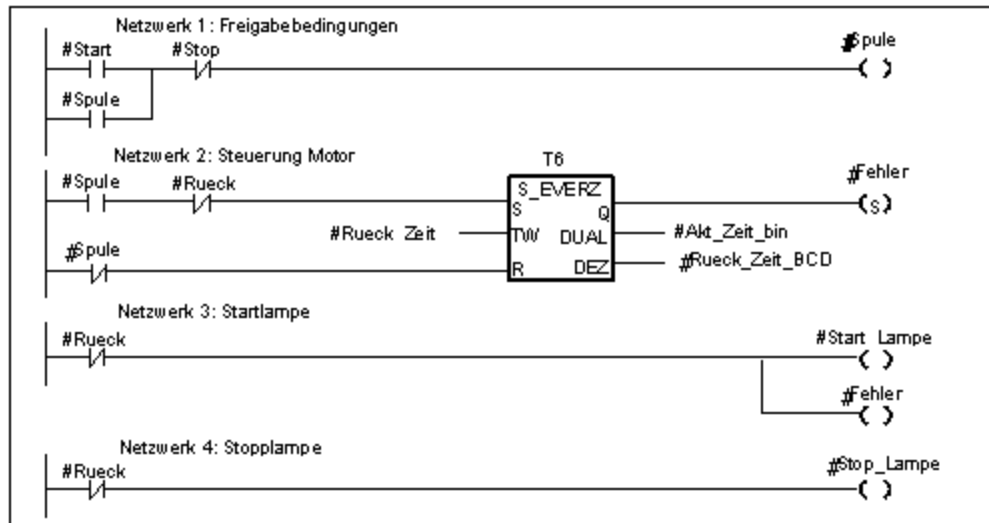 Netzwerk 1: Freigabebedingungen
#Start #Stop #Spule
#Spule
Netzwerk 2: Steuerung Motor T6
#Spule #Rueck S_EVERZ #Fehler
S Q (S)
#Rueck Zeit TW DUAL #Akt_Zeit_bin
#Spule R DEZ #Rueck_Zeit_BCD
Netzwerk 3: Startlampe
#Rueck #Start Lampe
#Fehler
Netzwerk 4: Stopplampe
#Rueck #Stop_Lampe